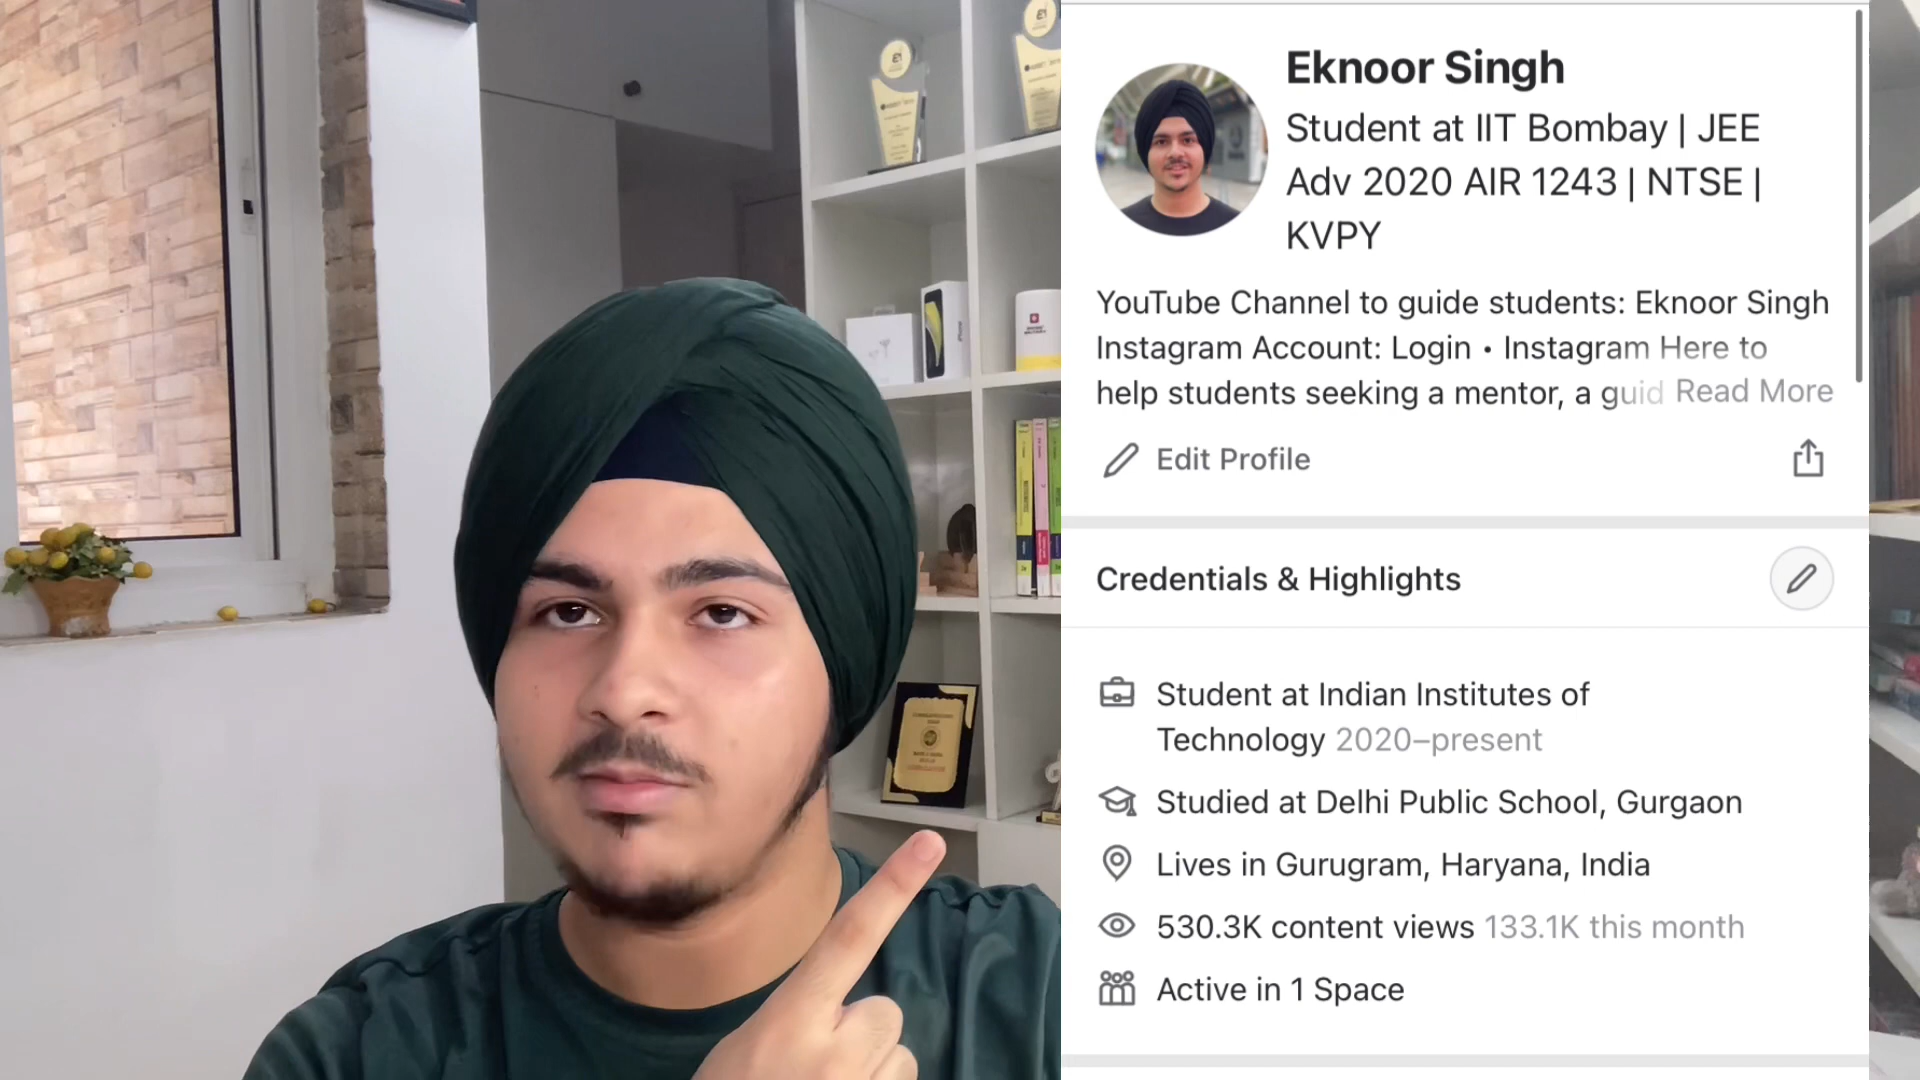 Eknoor Singh
Student at IIT Bombay | JEE
Adv 2020 AIR 1243 | NTSE |
KVPY
YouTube Channel to guide students: Eknoor Singh
Instagram Account: Login • Instagram Here to
help students seeking a mentor, a guid Read More
Edit Profile
Credentials & Highlights
Student at Indian Institutes of
Technology 2020–present
Studied at Delhi Public School, Gurgaon
Lives in Gurugram, Haryana, India
530.3K content views 133.1K this month
Active in 1 Space